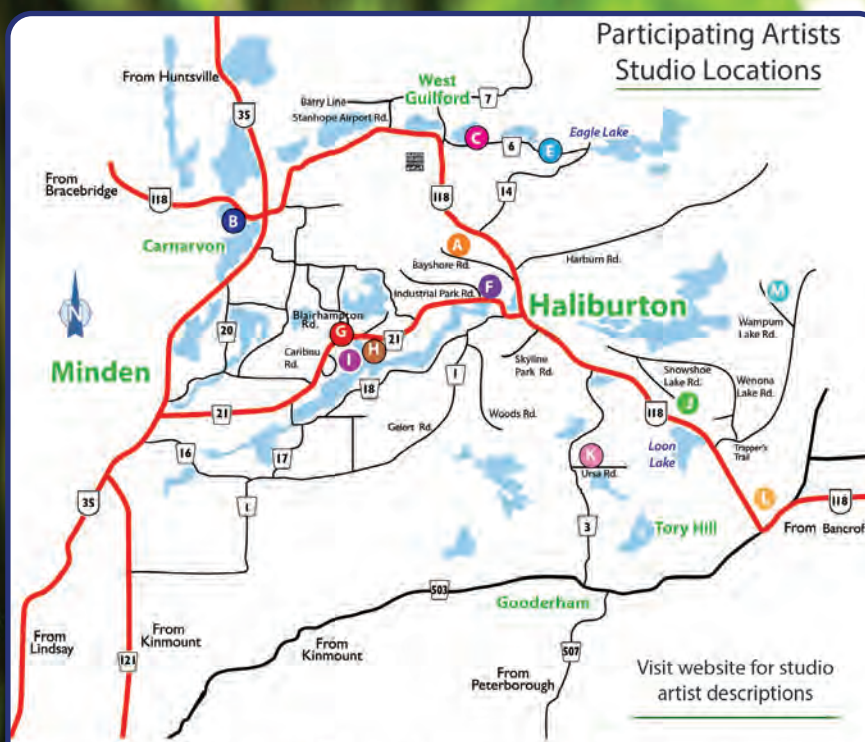 Participating Artists
Studio Locations
From Huntsville
35
West
Guilford
7
Barry Line
Stanhope Airport Rd.
C
6
E
Eagle Lake
From
Bracebridge
118
B
Carnarvon
118
14
A
Bayshore Rd.
Harburn Rd.
N
Industrial Park Rd.
F
Haliburton
M
Wampum
Lake Rd.
20
Blairhampton
Rd.
G
21
H
I
Caribou
Rd.
Minden
18
1
Skyline
Park Rd.
Snowshoe
Lake Rd.
Wenona
Lake Rd.
J
118
21
Gelert Rd.
Woods Rd.
16
17
Loon
Lake
Trapper's
Trail
K
Ursa Rd.
35
1
3
L
118
Tory Hill
From Bancrof
503
Gooderham
From
Lindsay
121
From
Kinmount
From
Kinmount
507
From
Peterborough
Visit website for studio
artist descriptions